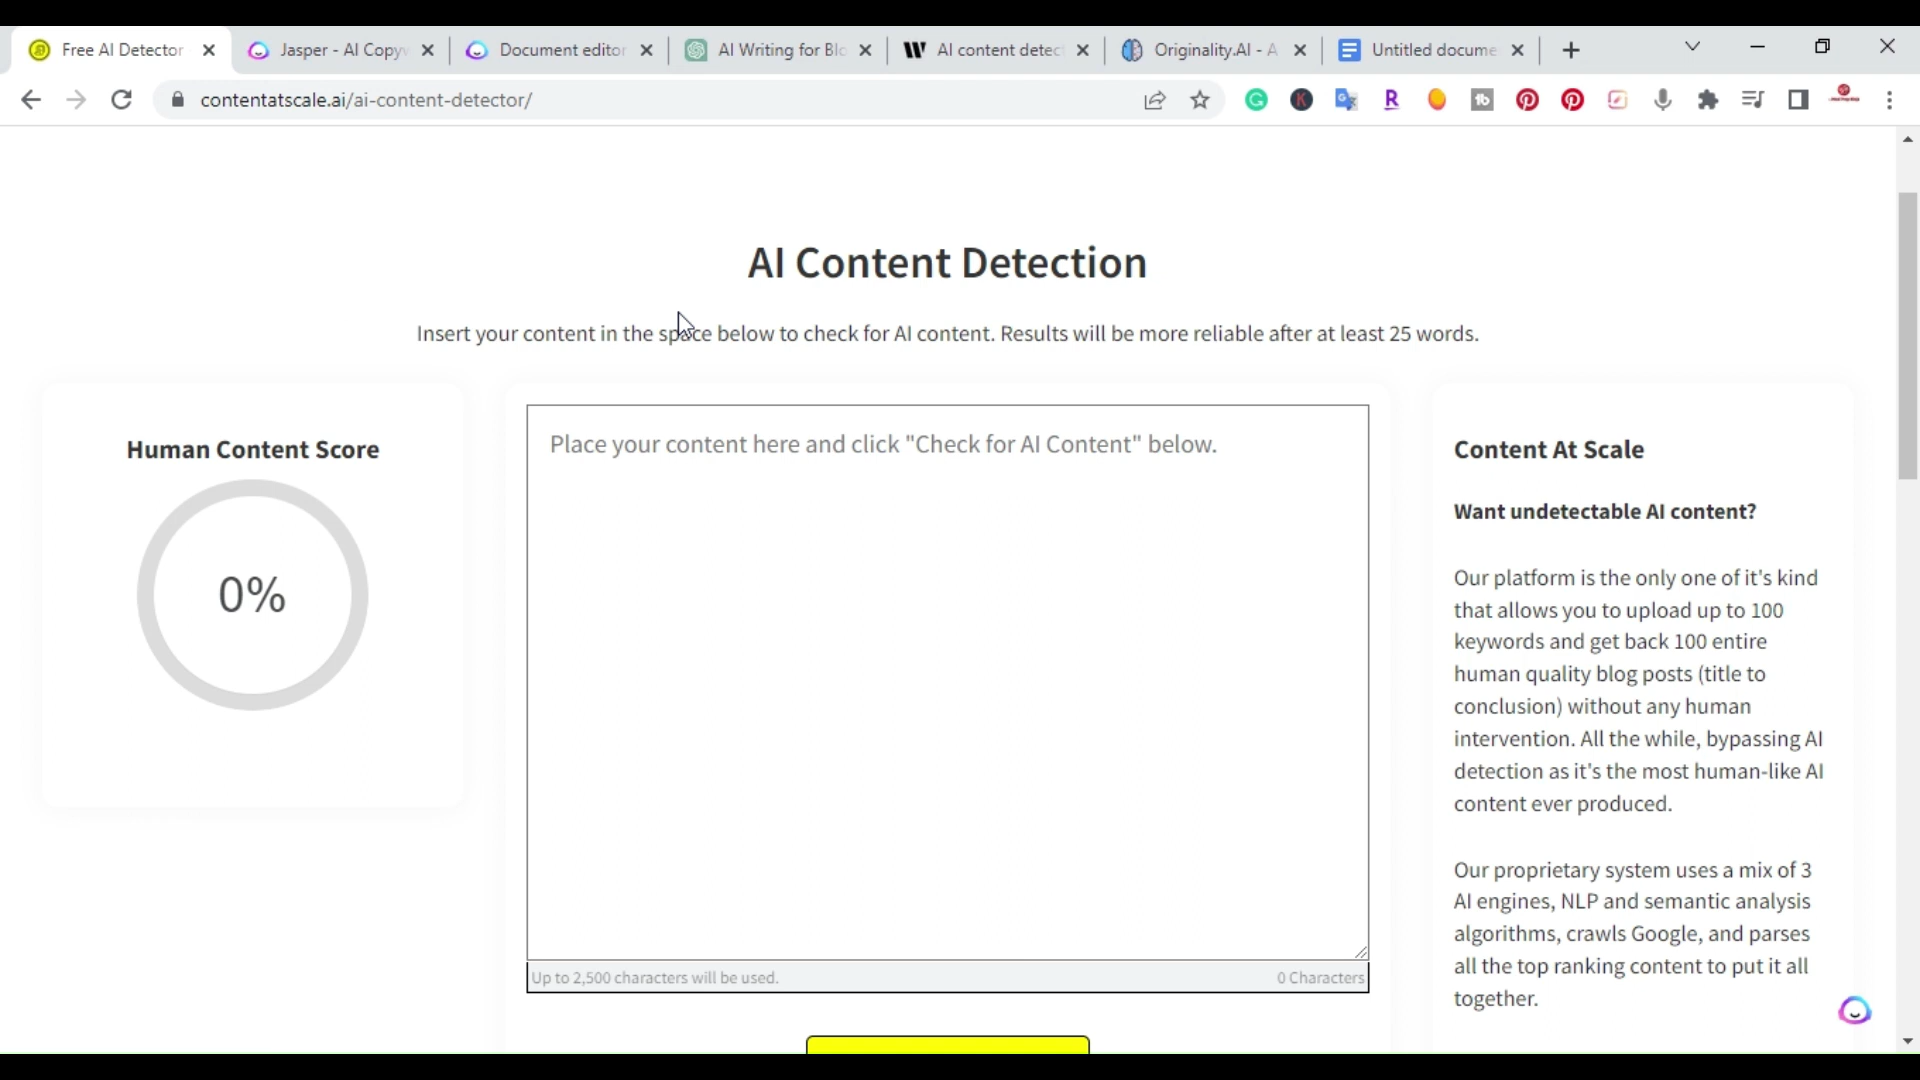 Free AI Detector
Jasper - AI Copyw
Document editor
AI Writing for Blo
AI content detec
Originality.AI - A
Untitled docume
contentatscale.ai/ai-content-detector/
AI Content Detection
Insert your content in the space below to check for AI content. Results will be more reliable after at least 25 words.
Human Content Score
0%
Place your content here and click "Check for AI Content" below.
Up to 2,500 characters will be used.
0 Characters
Content At Scale
Want undetectable AI content?
Our platform is the only one of it's kind
that allows you to upload up to 100
keywords and get back 100 entire
human quality blog posts (title to
conclusion) without any human
intervention. All the while, bypassing AI
detection as it's the most human-like AI
content ever produced.
Our proprietary system uses a mix of 3
AI engines, NLP and semantic analysis
algorithms, crawls Google, and parses
all the top ranking content to put it all
together.